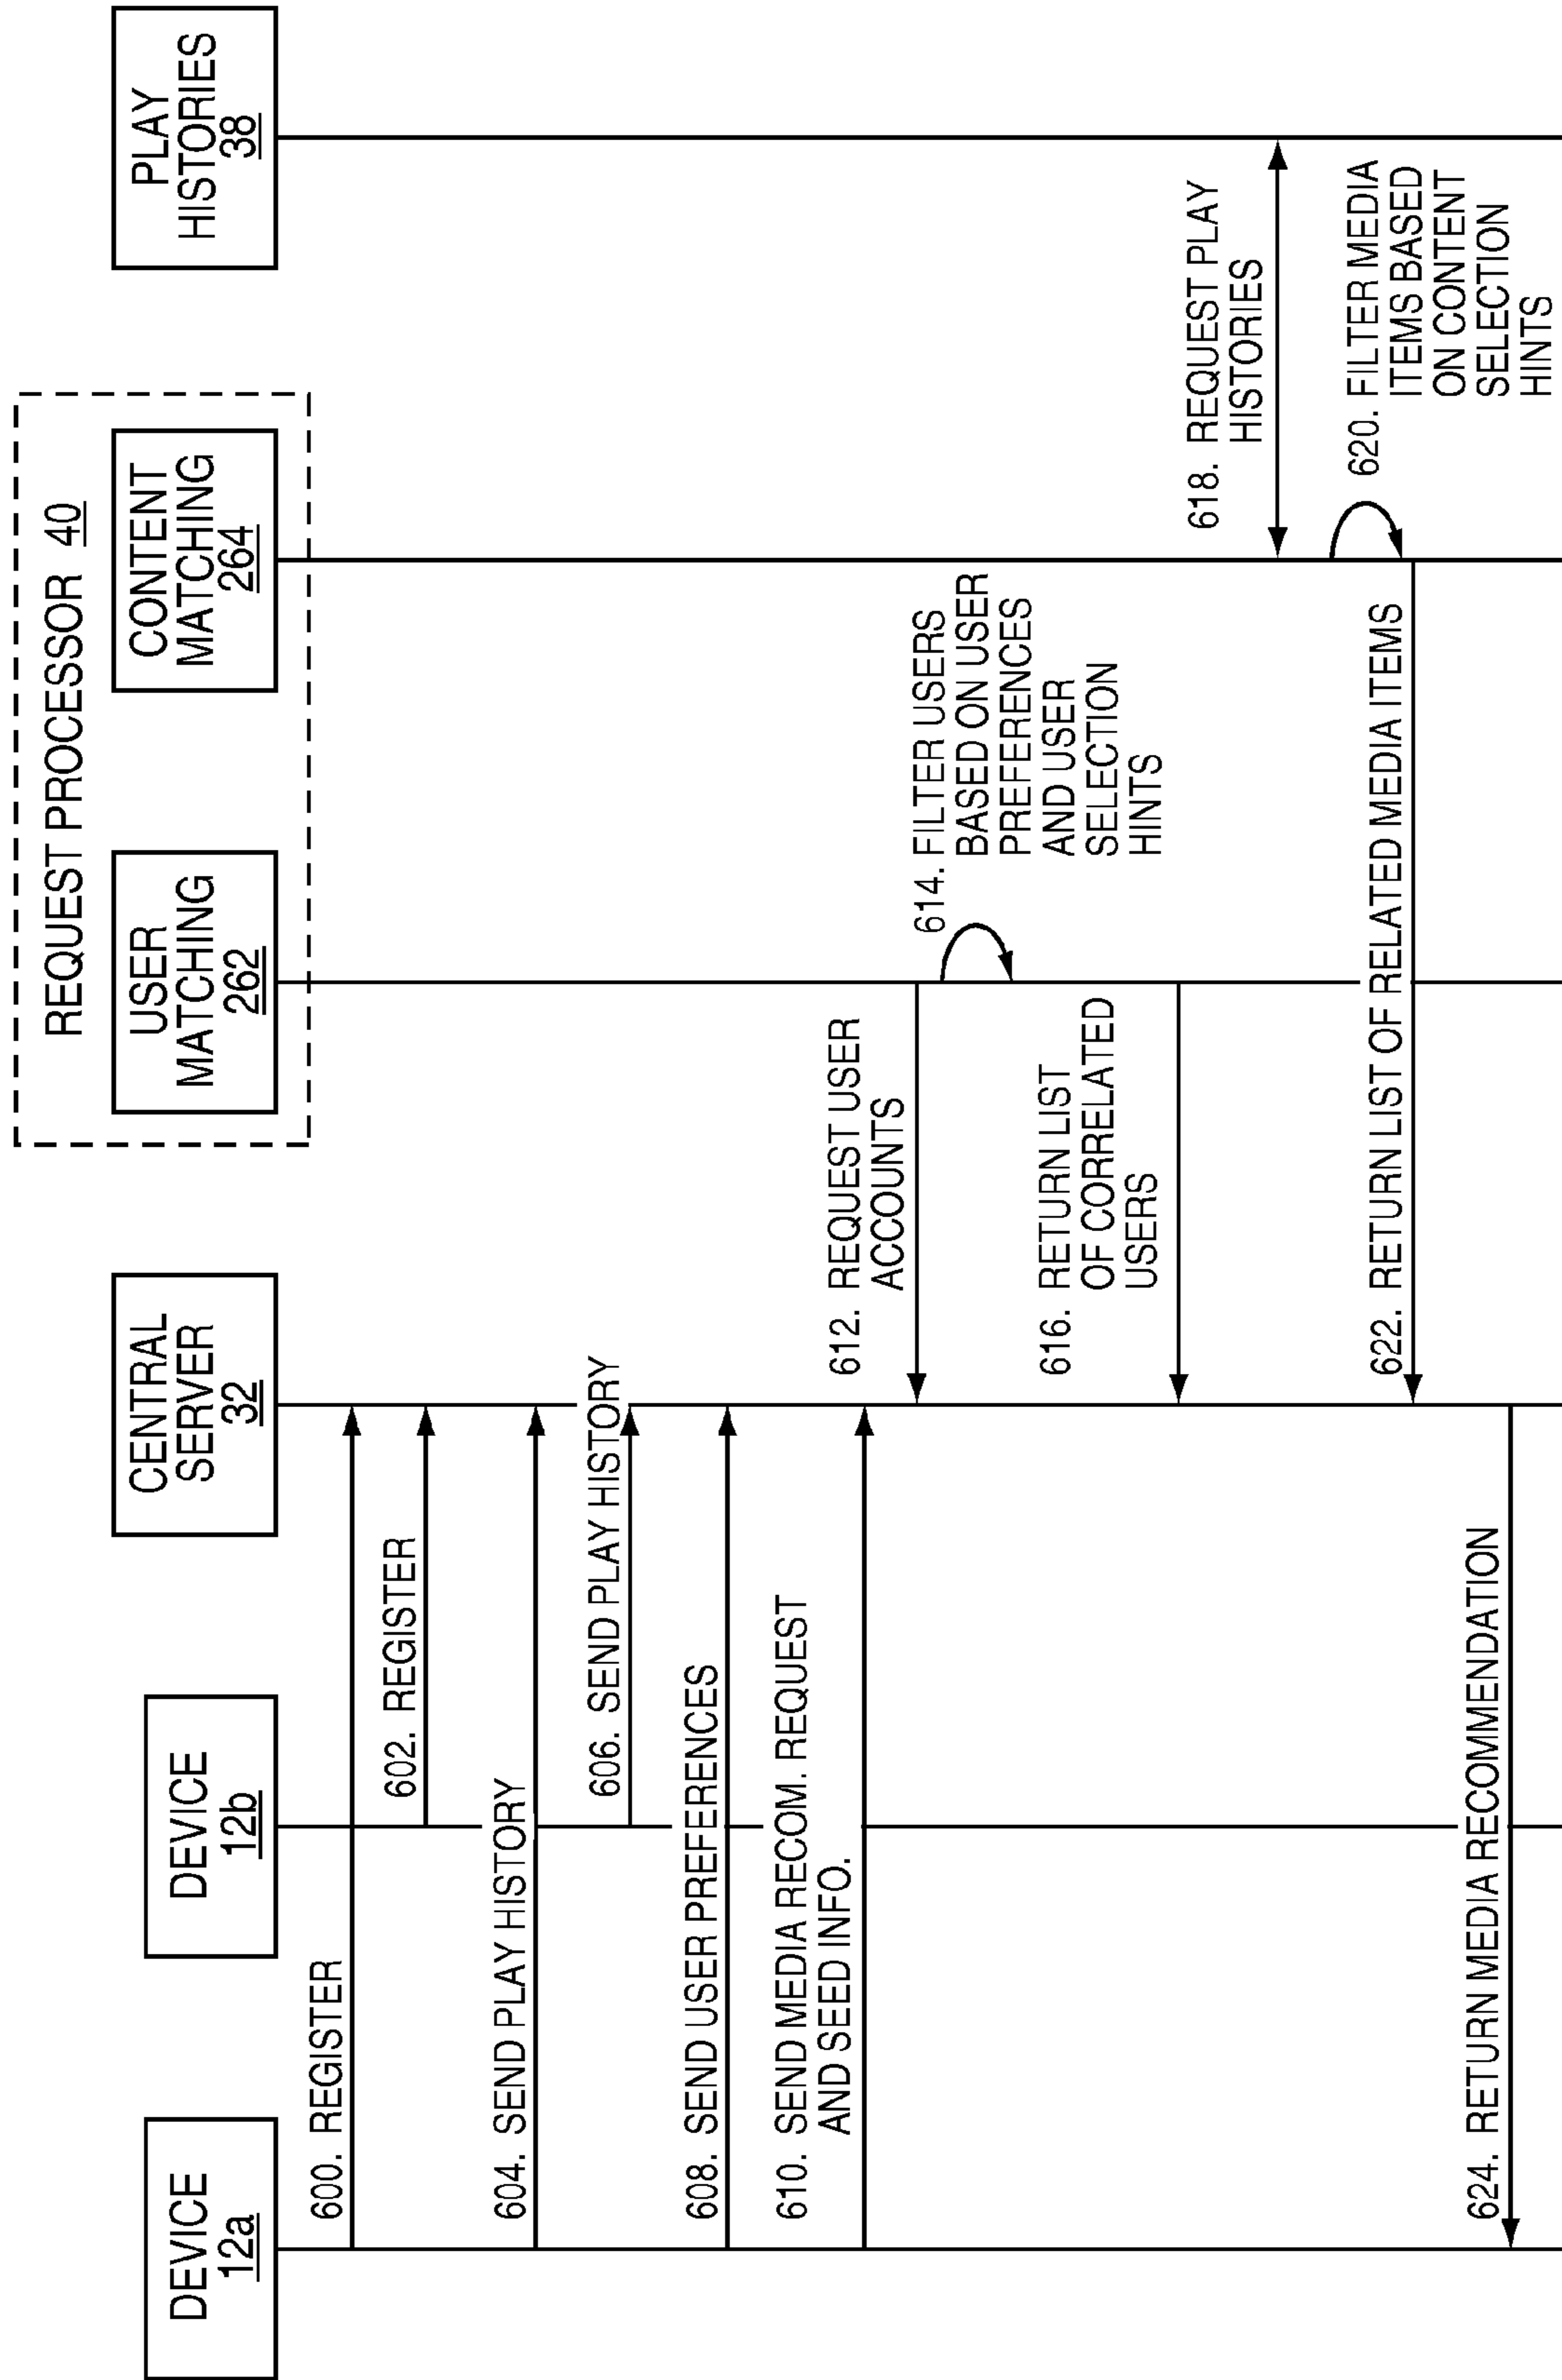 DEVICE
12a
DEVICE
12b
CENTRAL
SERVER
32
REQUEST PROCESSOR 40
USER
MATCHING
262
CONTENT
MATCHING
264
PLAY
HISTORIES
38
600. REGISTER
602. REGISTER
604. SEND PLAY HISTORY
606. SEND PLAY HISTORY
608. SEND USER PREFERENCES
610. SEND MEDIA RECOM. REQUEST
AND SEED INFO.
612. REQUEST USER
ACCOUNTS
614. FILTER USERS
BASED ON USER
PREFERENCES
AND USER
SELECTION
HINTS
616. RETURN LIST
OF CORRELATED
USERS
618. REQUEST PLAY
HISTORIES
620. FILTER MEDIA
ITEMS BASED
ON CONTENT
SELECTION
HINTS
622. RETURN LIST OF RELATED MEDIA ITEMS
624. RETURN MEDIA RECOMMENDATION